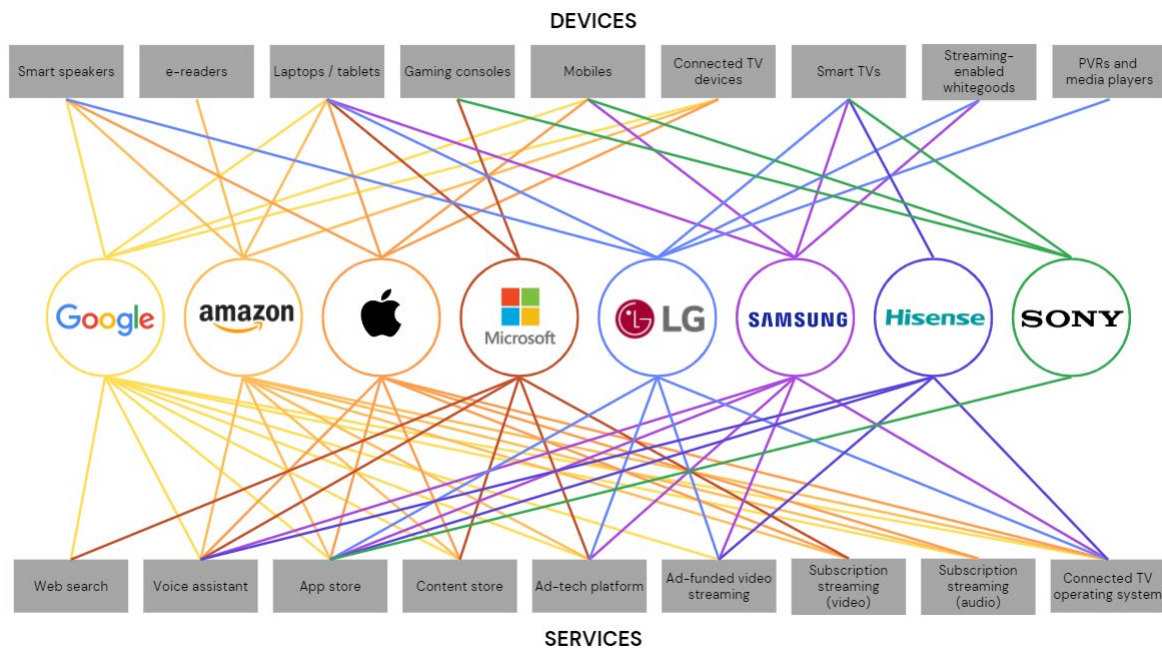 DEVICES
Smart speakers
e-readers
Laptops / tablets
Gaming consoles
Mobiles
Connected TV
devices
Smart TVs
Streaming-
enabled
whitegoods
PVRs and
media players
Google
amazon
Microsoft
LG
SAMSUNG
Hisense
SONY
Web search
Voice assistant
App store
Content store
Ad-tech platform
Ad-funded video
streaming
Subscription
streaming
(video)
Subscription
streaming
(audio)
Connected TV
operating system
SERVICES